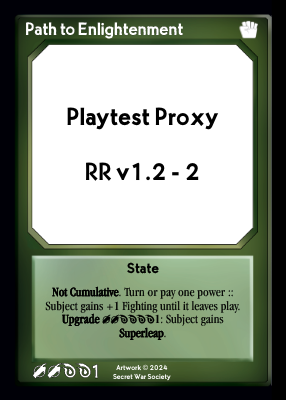 Path to Enlightenment
Playtest Proxy
RR v1.2 - 2
State
Not Cumulative. Turn or pay one power ::
Subject gains +1 Fighting until it leaves play.
Upgrade 1: Subject gains
Superleap.
1
Artwork © 2024
Secret War Society